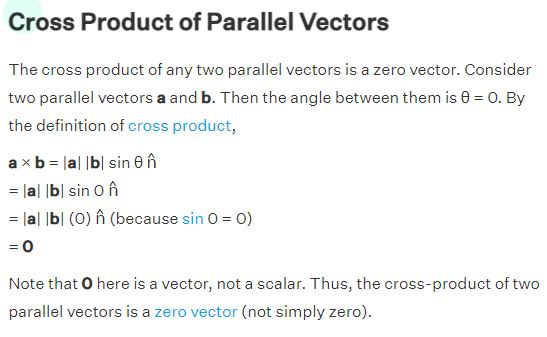 Cross Product of Parallel Vectors
The cross product of any two parallel vectors is a zero vector. Consider
two parallel vectors a and b. Then the angle between them is θ = 0. By
the definition of cross product,
a × b = |a| |b| sin θ n̂
= |a| |b| sin 0 n̂
= |a| |b| (0) n̂ (because sin 0 = 0)
= 0
Note that 0 here is a vector, not a scalar. Thus, the cross-product of two
parallel vectors is a zero vector (not simply zero).